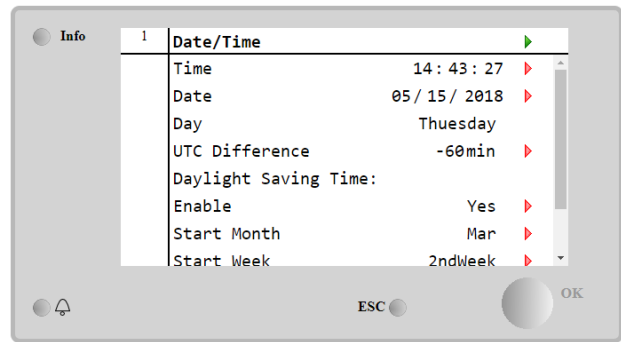 Info
1 Date/Time
Time 14:43:27
Date 05/15/2018
Day Thuesday
UTC Difference -60min
Daylight Saving Time:
Enable Yes
Start Month Mar
Start Week 2ndWeek
ESC
OK